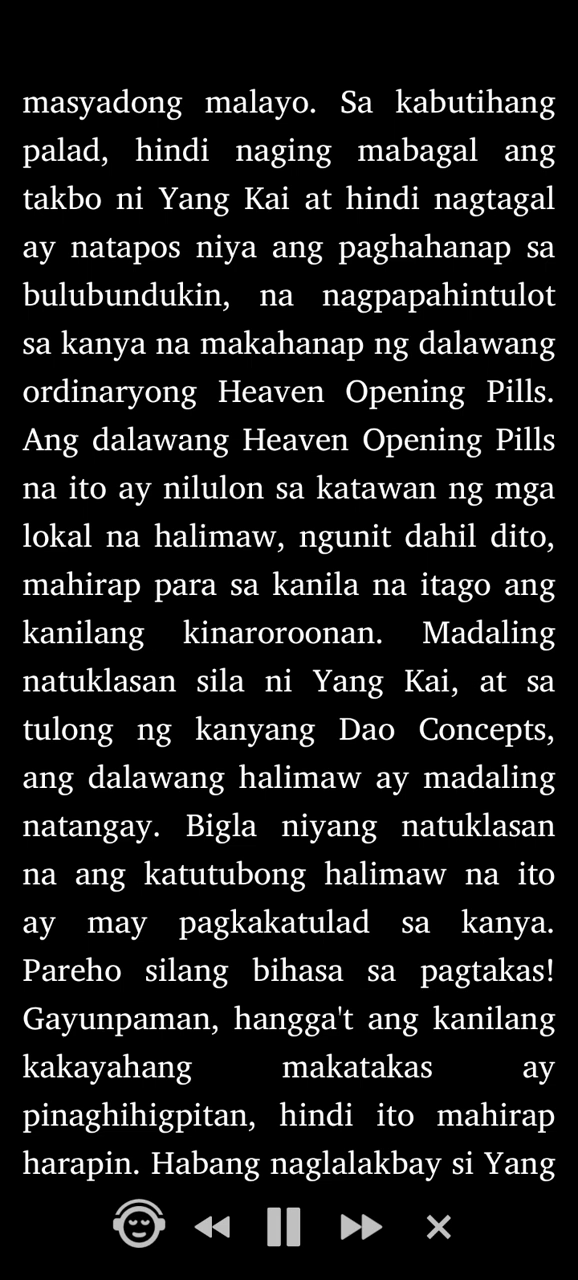 masyadong malayo. Sa kabutihang
palad, hindi naging mabagal ang
takbo ni Yang Kai at hindi nagtagal
ay natapos niya ang paghahanap sa
bulubundukin, na nagpapahintulot
sa kanya na makahanap ng dalawang
ordinaryong Heaven Opening Pills.
Ang dalawang Heaven Opening Pills
na ito ay nilulon sa katawan ng mga
lokal na halimaw, ngunit dahil dito,
mahirap para sa kanila na itago ang
kanilang kinaroroonan. Madaling
natuklasan sila ni Yang Kai, at sa
tulong ng kanyang Dao Concepts,
ang dalawang halimaw ay madaling
natangay. Bigla niyang natuklasan
na ang katutubong halimaw na ito
ay may pagkakatulad sa kanya.
Pareho silang bihasa sa pagtakas!
Gayunpaman, hangga't ang kanilang
kakayahang makatakas ay
pinaghihigpitan, hindi ito mahirap
harapin. Habang naglalakbay si Yang